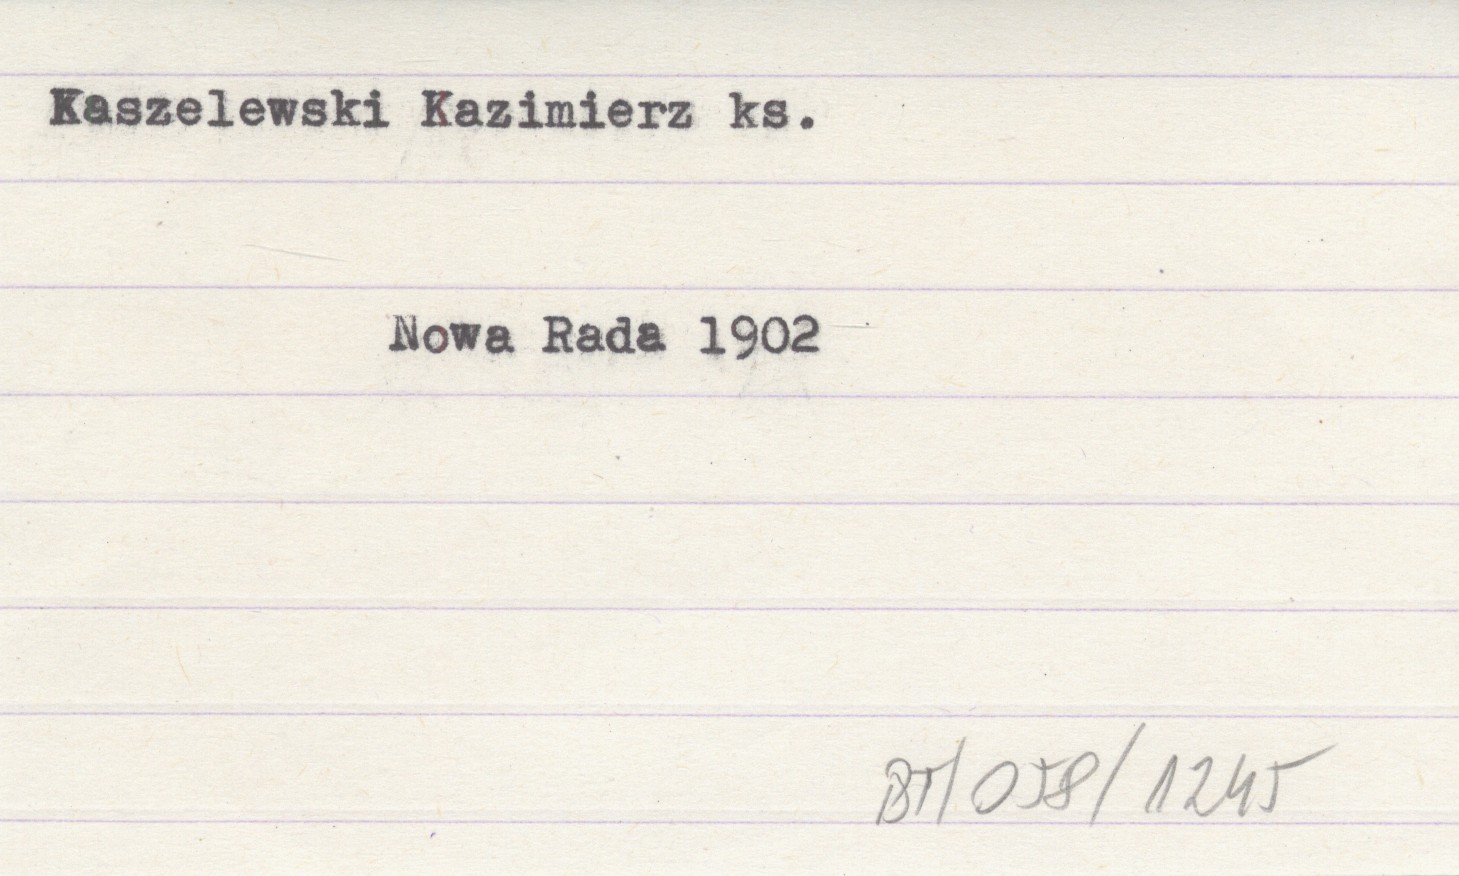 Kaszelewski Kazimierz ks.
Nowa Rada 1902
BT/058/1245